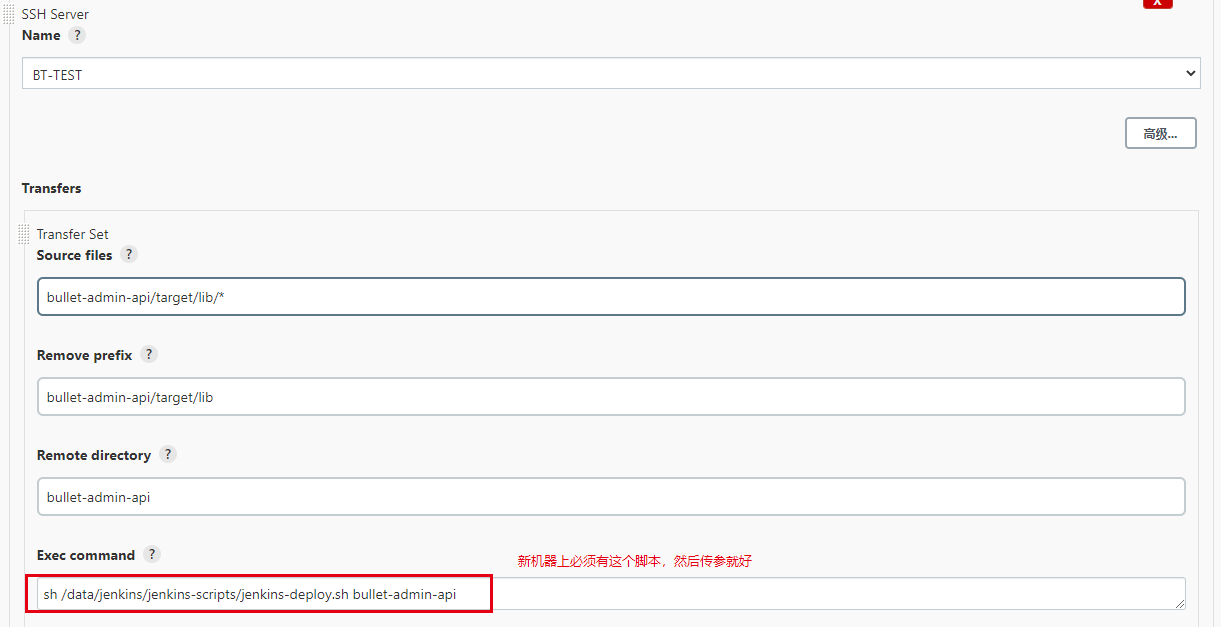 X
SSH Server
Name ?
BT-TEST
高级...
Transfers
Transfer Set
Source files ?
bullet-admin-api/target/lib/*
Remove prefix ?
bullet-admin-api/target/lib
Remote directory ?
bullet-admin-api
Exec command ?
新机器上必须有这个脚本，然后传参就好
sh /data/jenkins/jenkins-scripts/jenkins-deploy.sh bullet-admin-api